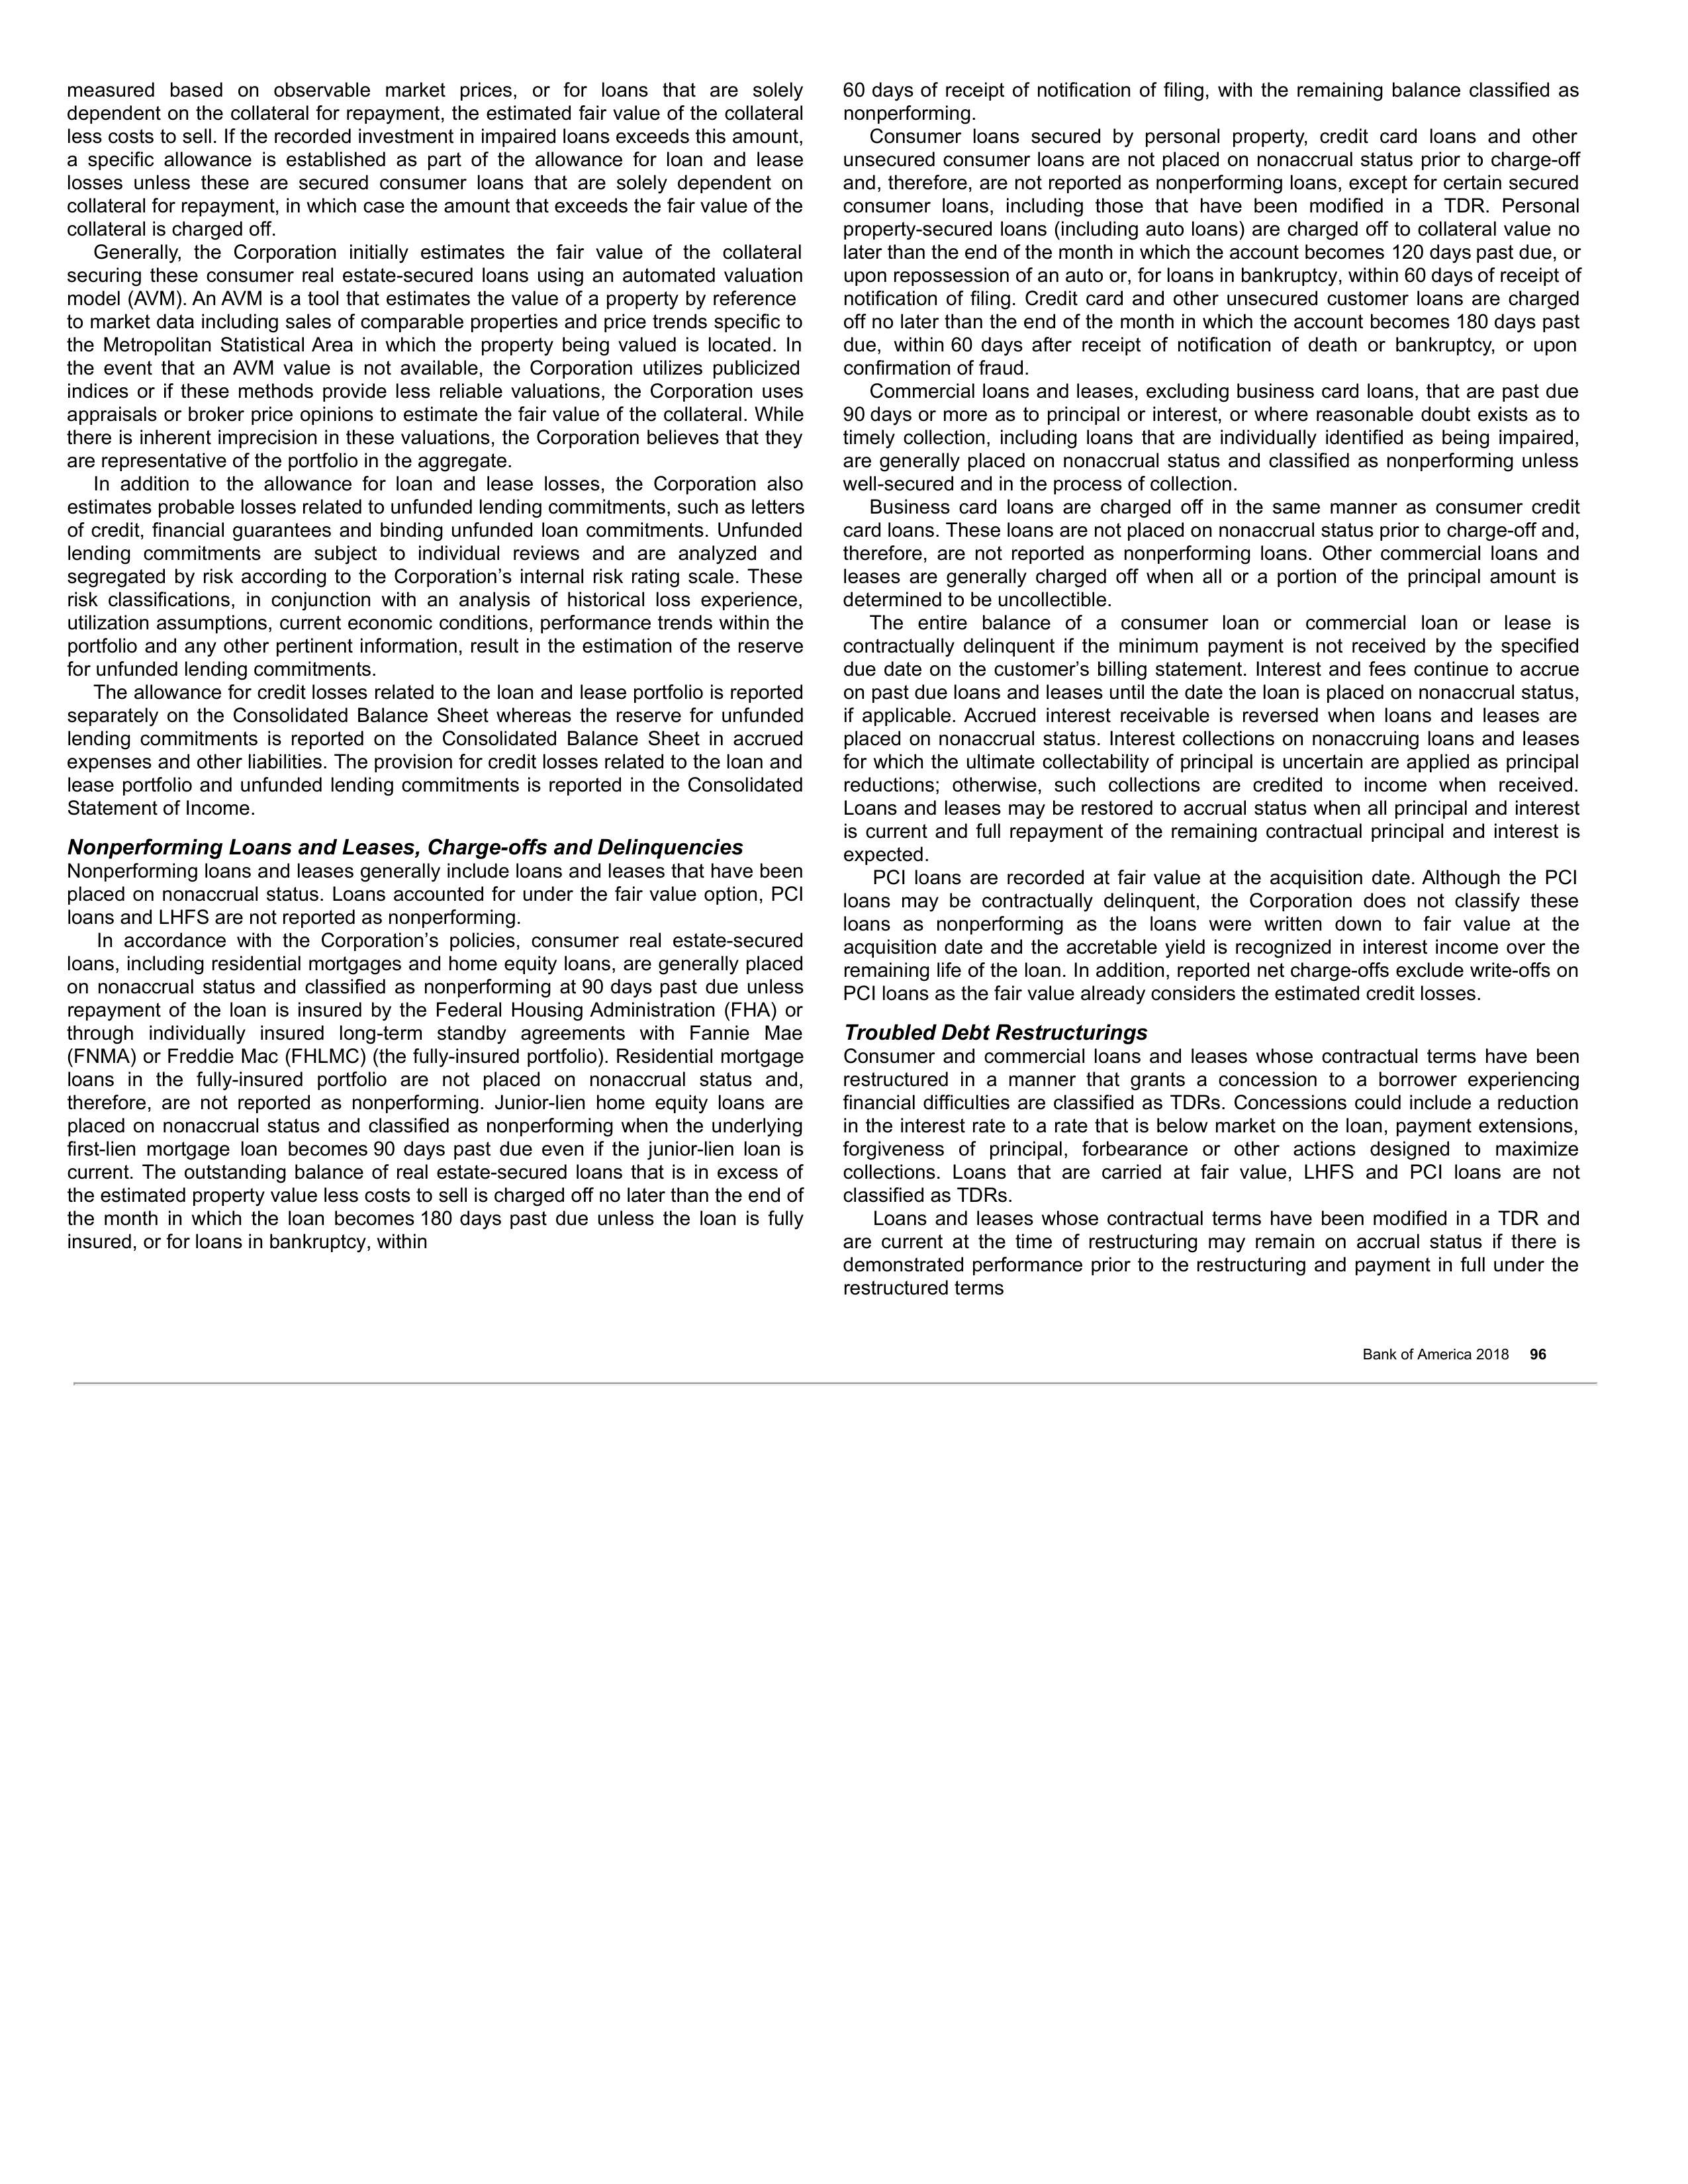 measured based on observable market prices, or for loans that are solely
dependent on the collateral for repayment, the estimated fair value of the collateral
less costs to sell. If the recorded investment in impaired loans exceeds this amount,
a specific allowance is established as part of the allowance for loan and lease
losses unless these are secured consumer loans that are solely dependent on
collateral for repayment, in which case the amount that exceeds the fair value of the
collateral is charged off.
Generally, the Corporation initially estimates the fair value of the collateral
securing these consumer real estate-secured loans using an automated valuation
model (AVM). An AVM is a tool that estimates the value of a property by reference
to market data including sales of comparable properties and price trends specific to
the Metropolitan Statistical Area in which the property being valued is located. In
the event that an AVM value is not available, the Corporation utilizes publicized
indices or if these methods provide less reliable valuations, the Corporation uses
appraisals or broker price opinions to estimate the fair value of the collateral. While
there is inherent imprecision in these valuations, the Corporation believes that they
are representative of the portfolio in the aggregate.
In addition to the allowance for loan and lease losses, the Corporation also
estimates probable losses related to unfunded lending commitments, such as letters
of credit, financial guarantees and binding unfunded loan commitments. Unfunded
lending commitments are subject to individual reviews and are analyzed and
segregated by risk according to the Corporation's internal risk rating scale. These
risk classifications, in conjunction with an analysis of historical loss experience,
utilization assumptions, current economic conditions, performance trends within the
portfolio and any other pertinent information, result in the estimation of the reserve
for unfunded lending commitments.
The allowance for credit losses related to the loan and lease portfolio is reported
separately on the Consolidated Balance Sheet whereas the reserve for unfunded
lending commitments is reported on the Consolidated Balance Sheet in accrued
expenses and other liabilities. The provision for credit losses related to the loan and
lease portfolio and unfunded lending commitments is reported in the Consolidated
Statement of Income.
Nonperforming Loans and Leases, Charge-offs and Delinquencies
Nonperforming loans and leases generally include loans and leases that have been
placed on nonaccrual status. Loans accounted for under the fair value option, PCI
loans and LHFS are not reported as nonperforming.
In accordance with the Corporation's policies, consumer real estate-secured
loans, including residential mortgages and home equity loans, are generally placed
on nonaccrual status and classified as nonperforming at 90 days past due unless
repayment of the loan is insured by the Federal Housing Administration (FHA) or
through individually insured long-term standby agreements with Fannie Mae
(FNMA) or Freddie Mac (FHLMC) (the fully-insured portfolio). Residential mortgage
loans in the fully-insured portfolio are not placed on nonaccrual status and,
therefore, are not reported as nonperforming. Junior-lien home equity loans are
placed on nonaccrual status and classified as nonperforming when the underlying
first-lien mortgage loan becomes 90 days past due even if the junior-lien loan is
current. The outstanding balance of real estate-secured loans that is in excess of
the estimated property value less costs to sell is charged off no later than the end of
the month in which the loan becomes 180 days past due unless the loan is fully
insured, or for loans in bankruptcy, within
60 days of receipt of notification of filing, with the remaining balance classified as
nonperforming.
Consumer loans secured by personal property, credit card loans and other
unsecured consumer loans are not placed on nonaccrual status prior to charge-off
and, therefore, are not reported as nonperforming loans, except for certain secured
consumer loans, including those that have been modified in a TDR. Personal
property-secured loans (including auto loans) are charged off to collateral value no
later than the end of the month in which the account becomes 120 days past due, or
upon repossession of an auto or, for loans in bankruptcy, within 60 days of receipt of
notification of filing. Credit card and other unsecured customer loans are charged
off no later than the end of the month in which the account becomes 180 days past
due, within 60 days after receipt of notification of death or bankruptcy, or upon
confirmation of fraud.
Commercial loans and leases, excluding business card loans, that are past due
90 days or more as to principal or interest, or where reasonable doubt exists as to
timely collection, including loans that are individually identified as being impaired,
are generally placed on nonaccrual status and classified as nonperforming unless
well-secured and in the process of collection.
Business card loans are charged off in the same manner as consumer credit
card loans. These loans are not placed on nonaccrual status prior to charge-off and,
therefore, are not reported as nonperforming loans. Other commercial loans and
leases are generally charged off when all or a portion of the principal amount is
determined to be uncollectible.
The entire balance of a consumer loan or commercial loan or lease is
contractually delinquent if the minimum payment is not received by the specified
due date on the customer's billing statement. Interest and fees continue to accrue
on past due loans and leases until the date the loan is placed on nonaccrual status,
if applicable. Accrued interest receivable is reversed when loans and leases are
placed on nonaccrual status. Interest collections on nonaccruing loans and leases
for which the ultimate collectability of principal is uncertain are applied as principal
reductions; otherwise, such collections are credited to income when received.
Loans and leases may be restored to accrual status when all principal and interest
is current and full repayment of the remaining contractual principal and interest is
expected.
PCI loans are recorded at fair value at the acquisition date. Although the PCI
loans may be contractually delinquent, the Corporation does not classify these
loans as nonperforming as the loans were written down to fair value at the
acquisition date and the accretable yield is recognized in interest income over the
remaining life of the loan. In addition, reported net charge-offs exclude write-offs on
PCI loans as the fair value already considers the estimated credit losses.
Troubled Debt Restructurings
Consumer and commercial loans and leases whose contractual terms have been
restructured in a manner that grants a concession to a borrower experiencing
financial difficulties are classified as TDRs. Concessions could include a reduction
in the interest rate to a rate that is below market on the loan, payment extensions,
forgiveness of principal, forbearance or other actions designed to maximize
collections. Loans that are carried at fair value, LHFS and PCI loans are not
classified as TDRs.
Loans and leases whose contractual terms have been modified in a TDR and
are current at the time of restructuring may remain on accrual status if there is
demonstrated performance prior to the restructuring and payment in full under the
restructured terms
Bank of America 2018 96